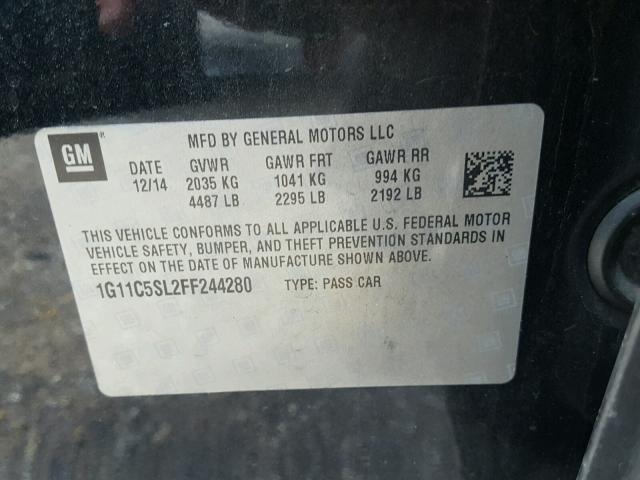 GM
MFD BY GENERAL MOTORS LLC
DATE GVWR GAWR FRT GAWR RR
12/14 2035 KG 1041 KG 994 KG
4487 LB 2295 LB 2192 LB
THIS VEHICLE CONFORMS TO ALL APPLICABLE U.S. FEDERAL MOTOR
VEHICLE SAFETY, BUMPER, AND THEFT PREVENTION STANDARDS IN
EFFECT ON THE DATE OF MANUFACTURE SHOWN ABOVE.
1G11C5SL2FF244280 TYPE: PASS CAR